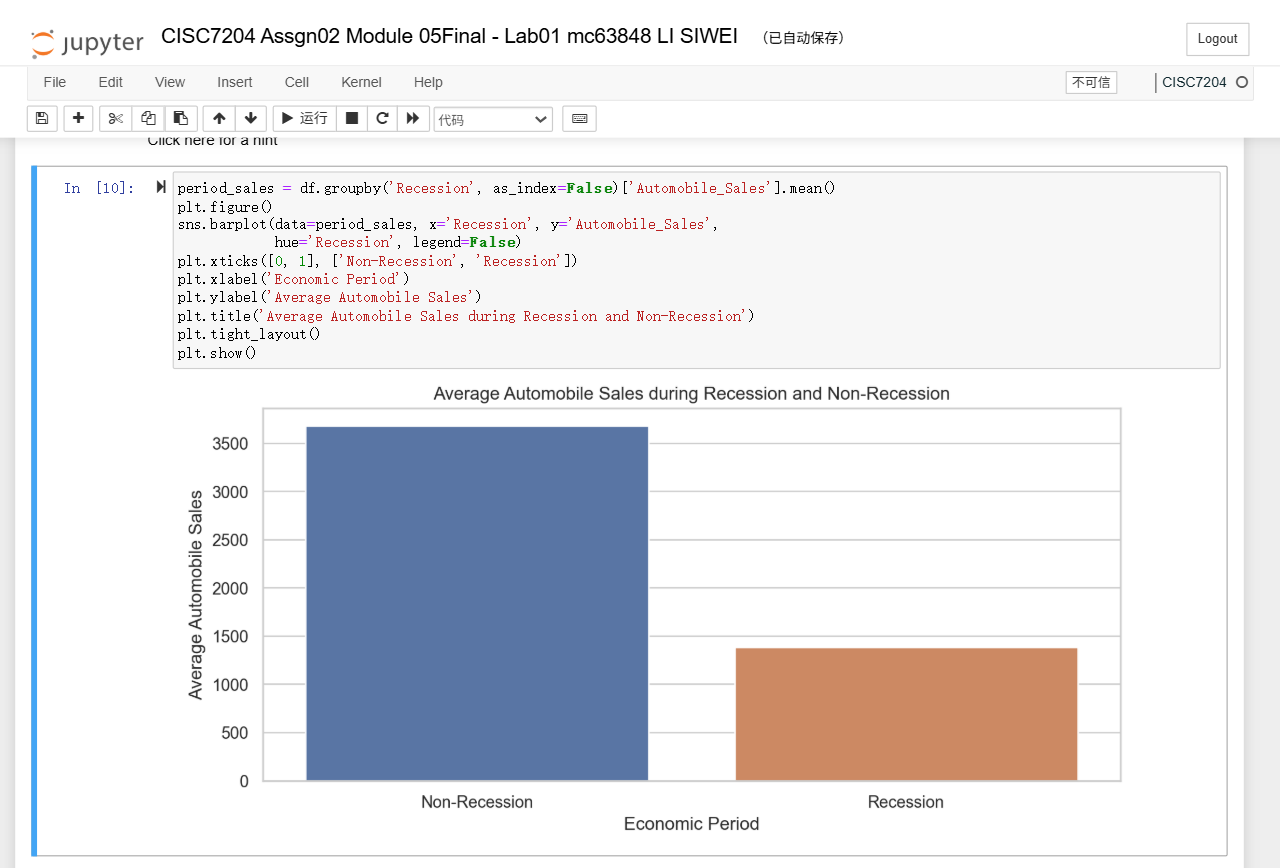 jupyter CISC7204 Assgn02 Module 05Final - Lab01 mc63848 LI SIWEI （已自动保存） Logout
File Edit View Insert Cell Kernel Help 不可信 CISC7204
运行 代码
Click here for a hint
In [10]:
period_sales = df.groupby('Recession', as_index=False)['Automobile_Sales'].mean()
plt.figure()
sns.barplot(data=period_sales, x='Recession', y='Automobile_Sales',
            hue='Recession', legend=False)
plt.xticks([0, 1], ['Non-Recession', 'Recession'])
plt.xlabel('Economic Period')
plt.ylabel('Average Automobile Sales')
plt.title('Average Automobile Sales during Recession and Non-Recession')
plt.tight_layout()
plt.show()
Average Automobile Sales during Recession and Non-Recession
Average Automobile Sales
3500
3000
2500
2000
1500
1000
500
0
Non-Recession Recession
Economic Period